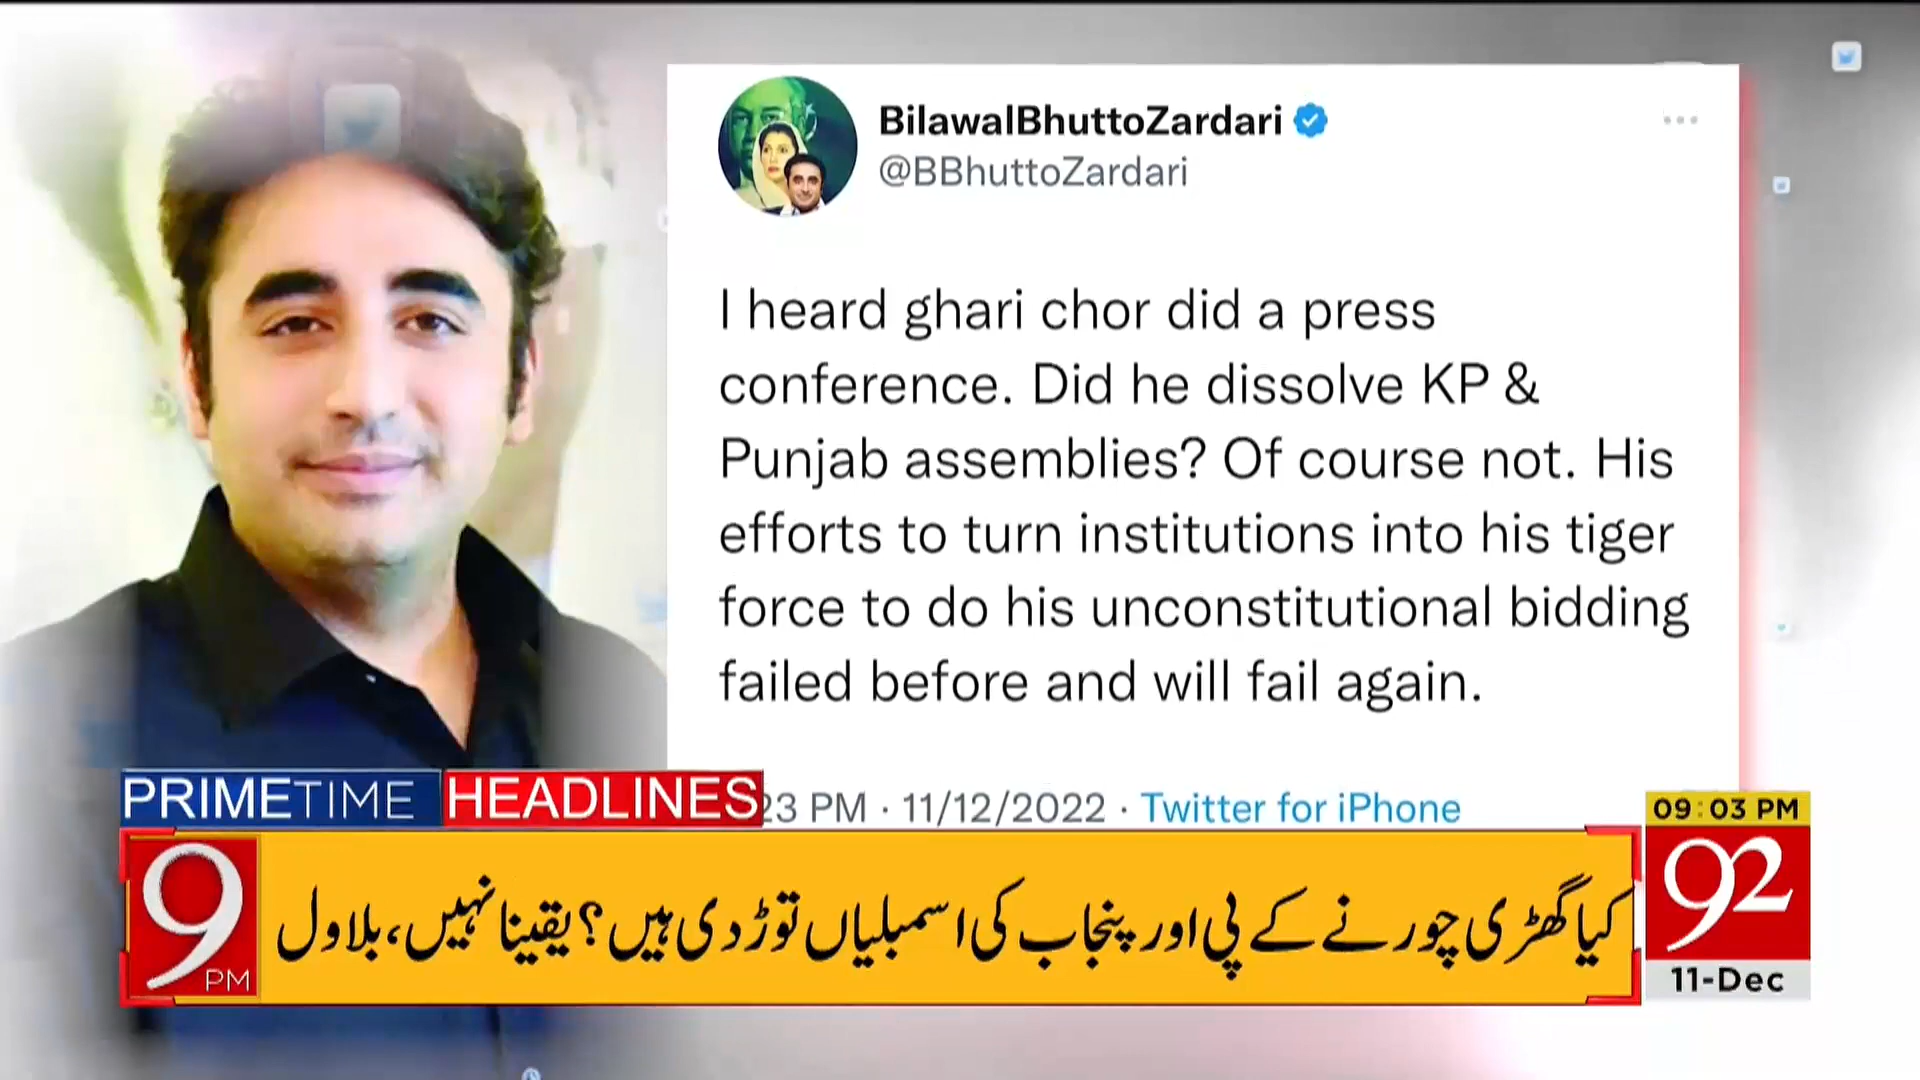 BilawalBhuttoZardari
@BBhuttoZardari
I heard ghari chor did a press
conference. Did he dissolve KP &
Punjab assemblies? Of course not. His
efforts to turn institutions into his tiger
force to do his unconstitutional bidding
failed before and will fail again.
23 PM · 11/12/2022 · Twitter for iPhone
PRIMETIME HEADLINES
09:03 PM
9 PM
کیا گھڑی چور نے کے پی اور پنجاب کی اسمبلیاں توڑ دی ہیں؟ یقینا نہیں، بلاول
92
11-Dec